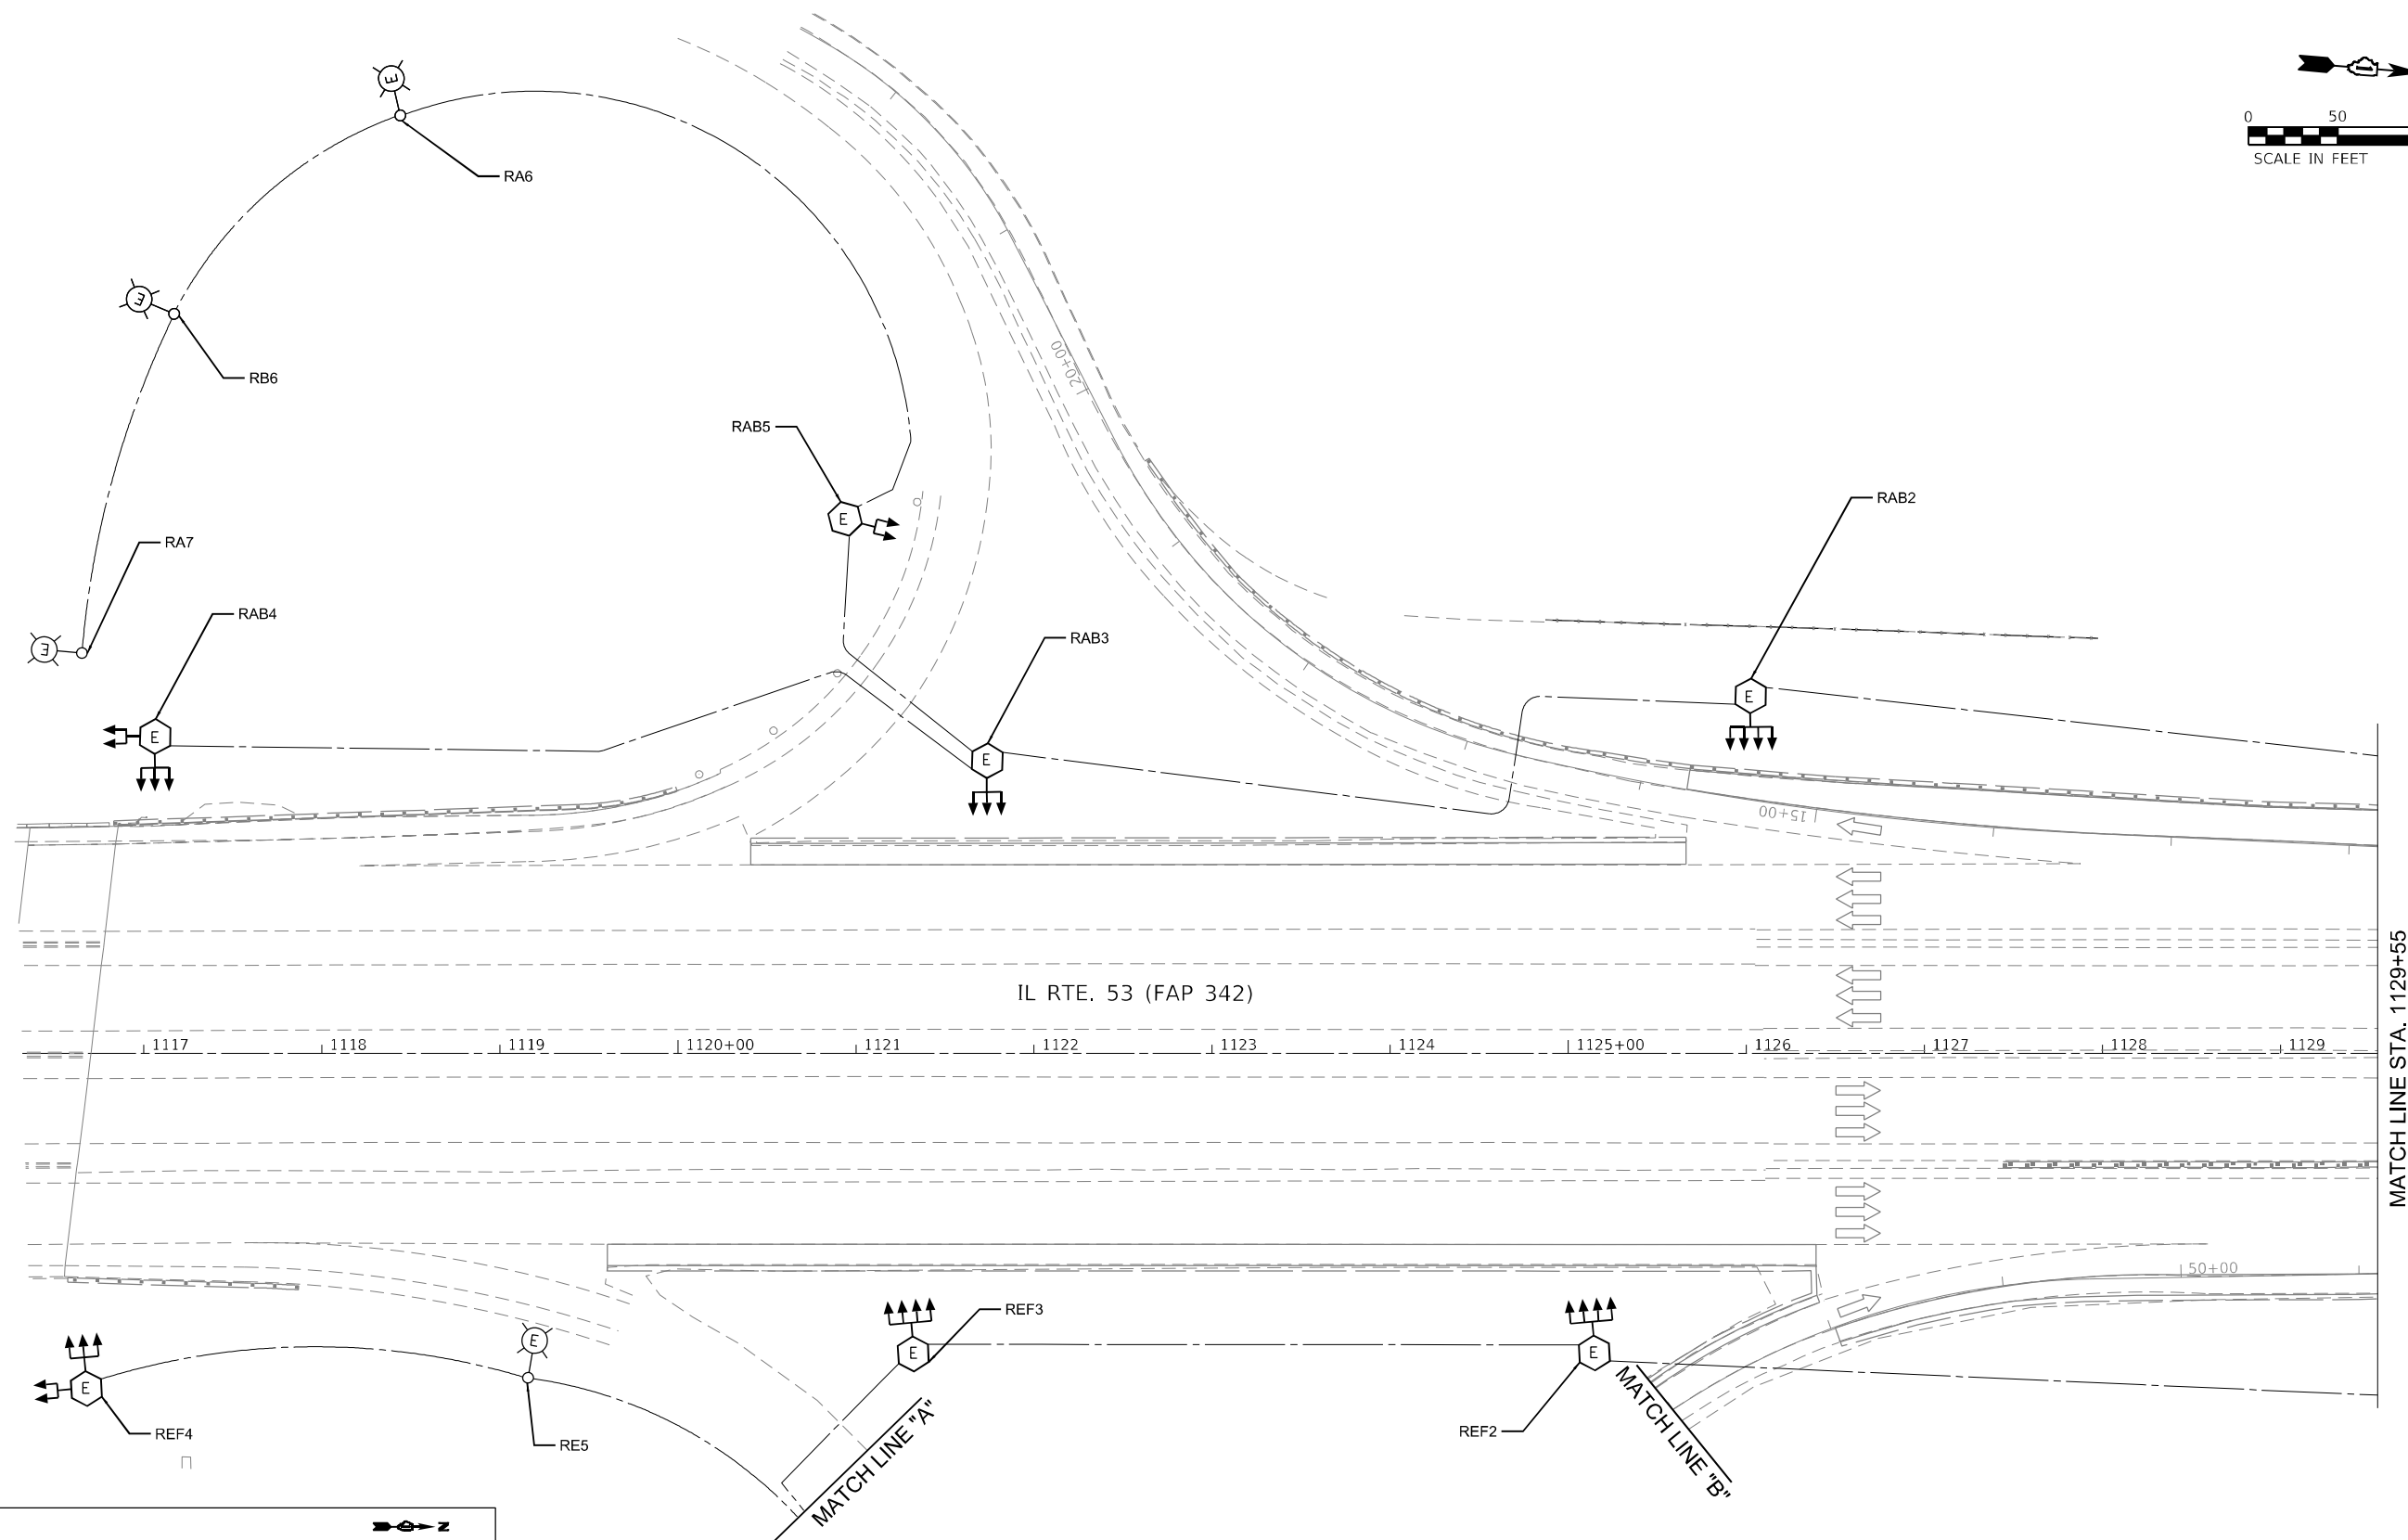 E
RA6
0 50
SCALE IN FEET
E
RB6
20+00
RAB5
E
RAB2
RA7
E
RAB4
E
RAB3
E
E
E
15+00
MATCH LINE STA. 1129+55
IL RTE. 53 (FAP 342)
1117 1118 1119 1120+00 1121 1122 1123 1124 1125+00 1126 1127 1128 1129
50+00
REF3
E
E
E
E
REF4
RE5
REF2
MATCH LINE "A"
MATCH LINE "B"
N